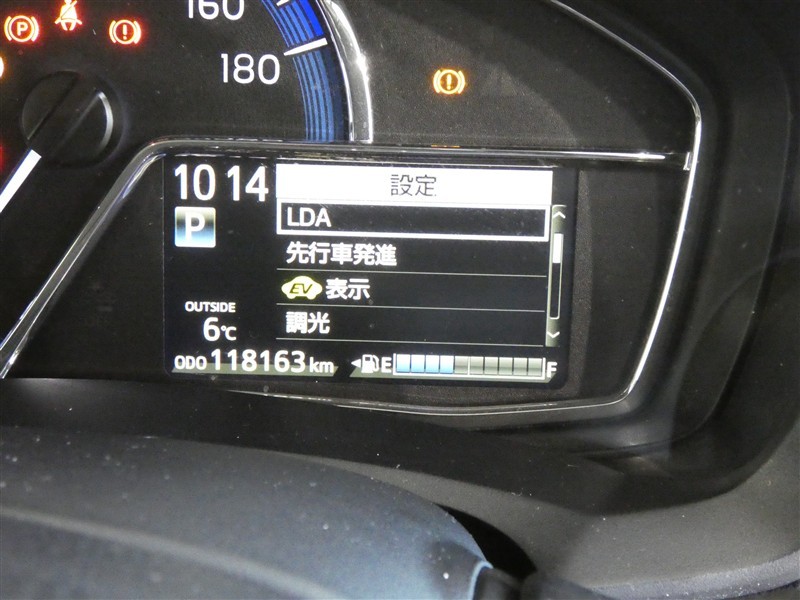 160
180
10 14
設定
P
LDA
先行車発進
EV 表示
調光
OUTSIDE
6℃
ODO 118163 km
E
F